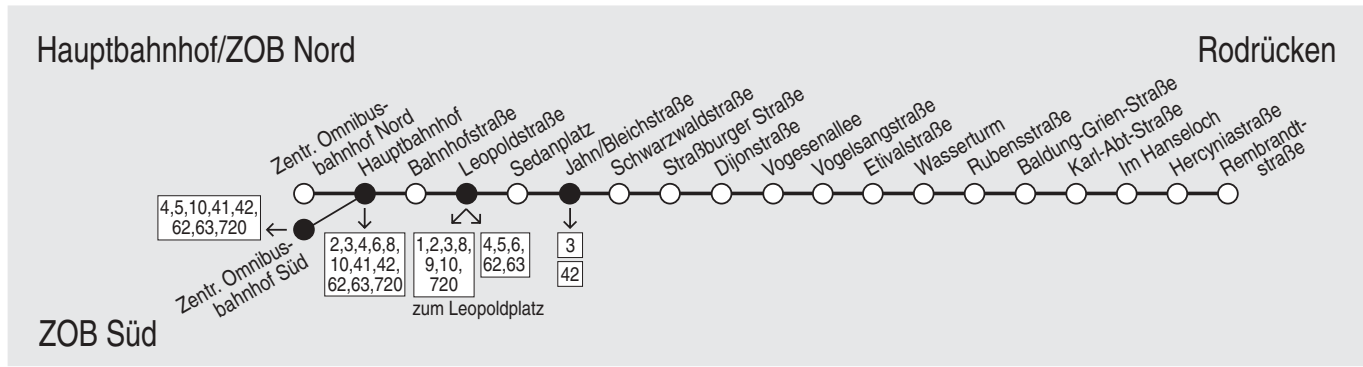 Hauptbahnhof/ZOB Nord
Rodrücken
Zentr. Omnibus-
bahnhof Nord
Hauptbahnhof
Bahnhofstraße
Leopoldstraße
Sedanplatz
Jahn/Bleichstraße
Schwarzwaldstraße
Straßburger Straße
Dijonstraße
Vogesenallee
Vogelsangstraße
Etivalstraße
Wasserturm
Rubensstraße
Baldung-Grien-Straße
Karl-Abt-Straße
Im Hanseloch
Hercyniastraße
Rembrandt-
straße
4,5,10,41,42,
62,63,720
Zentr. Omnibus-
bahnhof Süd
2,3,4,6,8,
10,41,42,
62,63,720
1,2,3,8,
9,10,
720
4,5,6,
62,63
zum Leopoldplatz
3
42
ZOB Süd